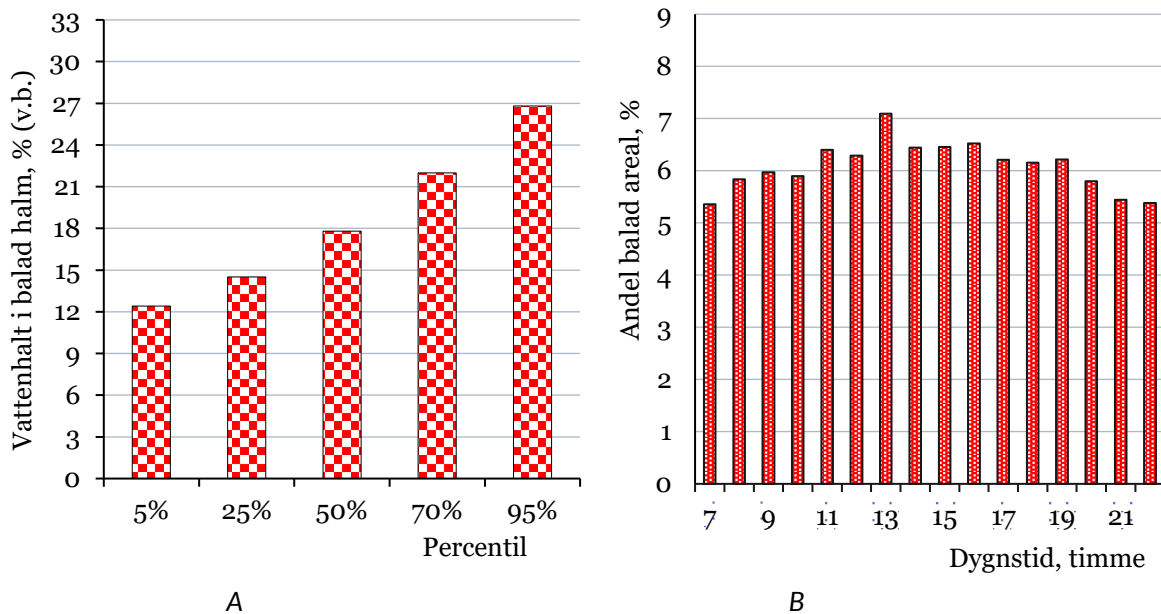 Vattenhalt i balad halm, % (v.b.)
33
30
27
24
21
18
15
12
9
6
3
0
5% 25% 50% 70% 95%
Percentil
A
Andel balad areal, %
9
8
7
6
5
4
3
2
1
0
7 9 11 13 15 17 19 21
Dygnstid, timme
B